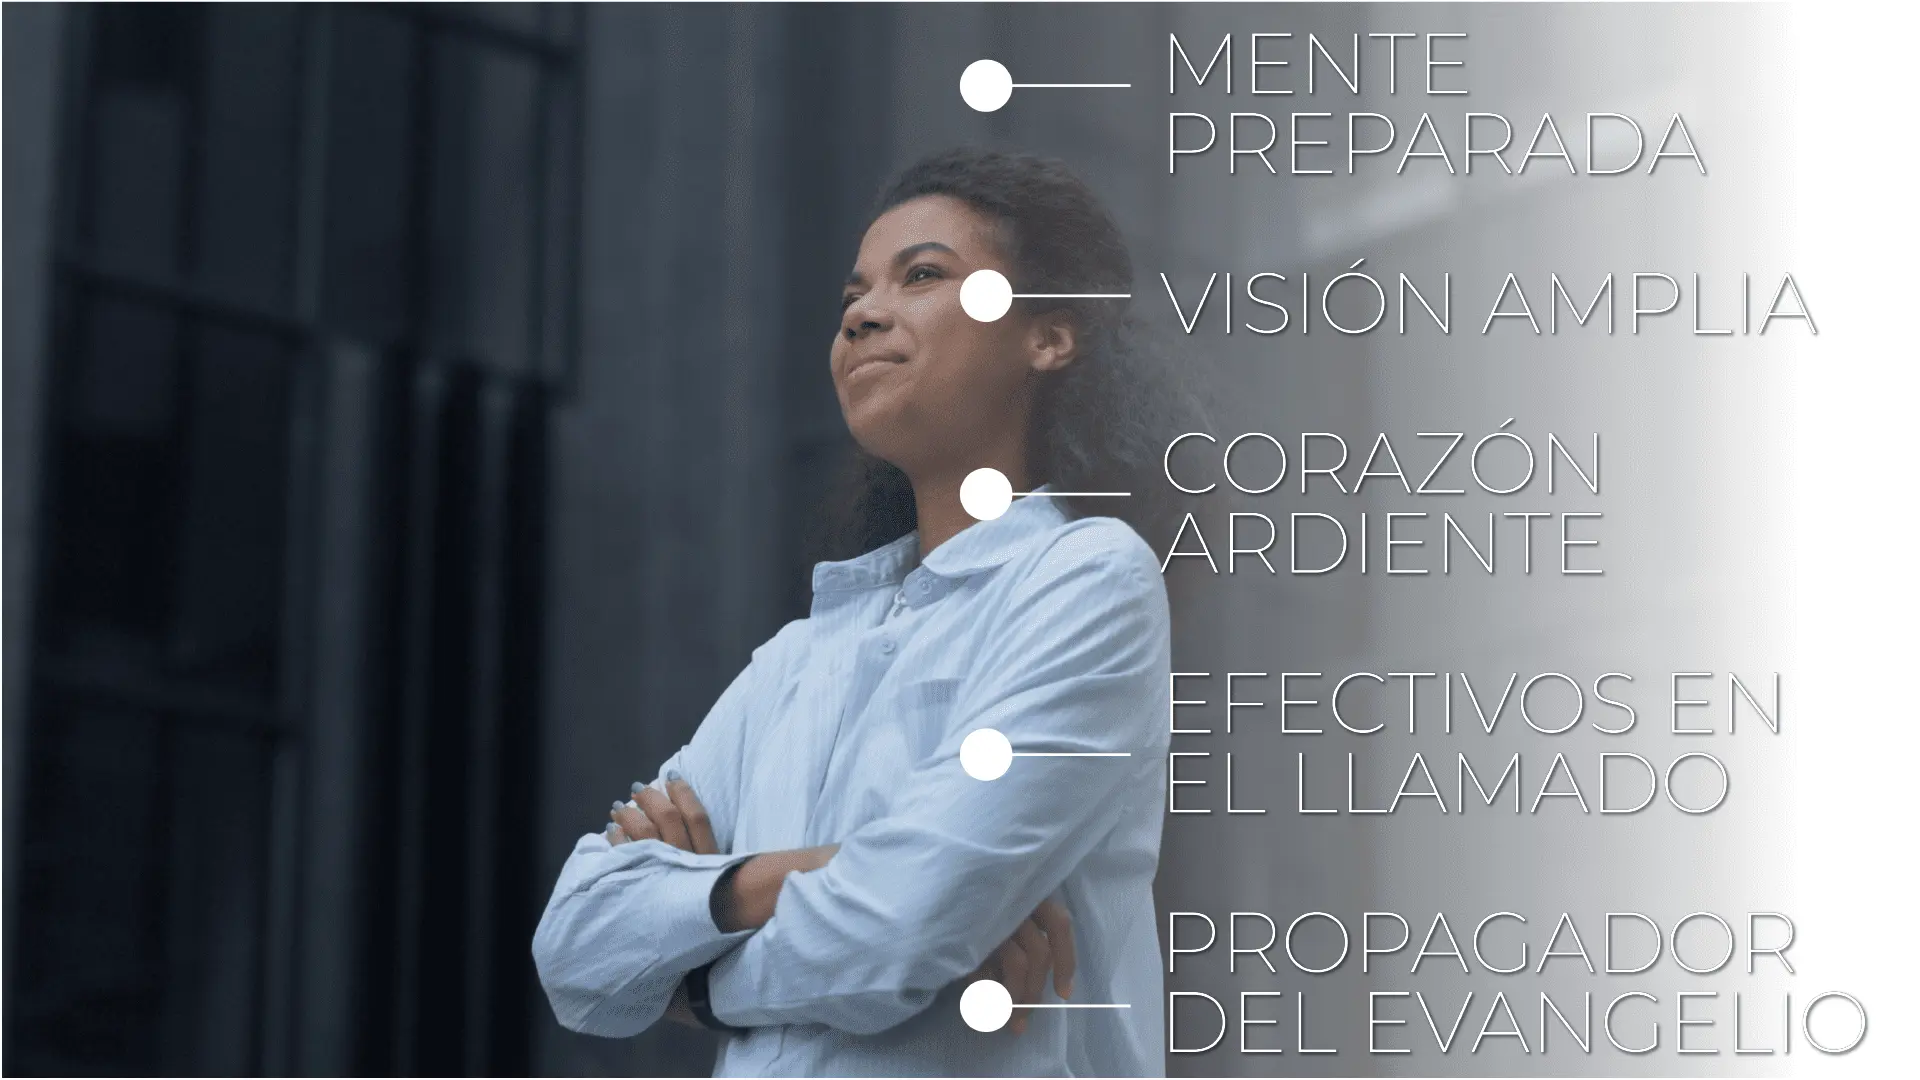 MENTE
PREPARADA
VISIÓN AMPLIA
CORAZÓN
ARDIENTE
EFECTIVOS EN
EL LLAMADO
PROPAGADOR
DEL EVANGELIO